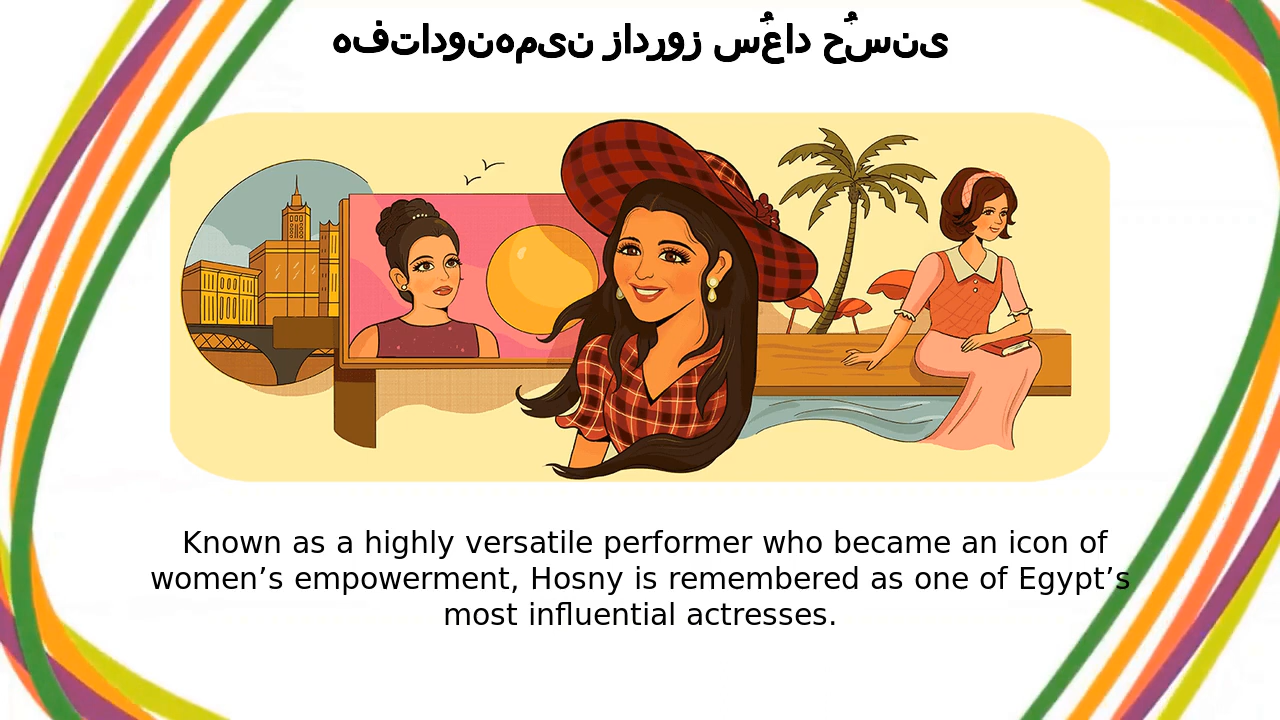 هفتادونهمین زادروز سُعاد حُسنی
Known as a highly versatile performer who became an icon of
women’s empowerment, Hosny is remembered as one of Egypt’s
most influential actresses.